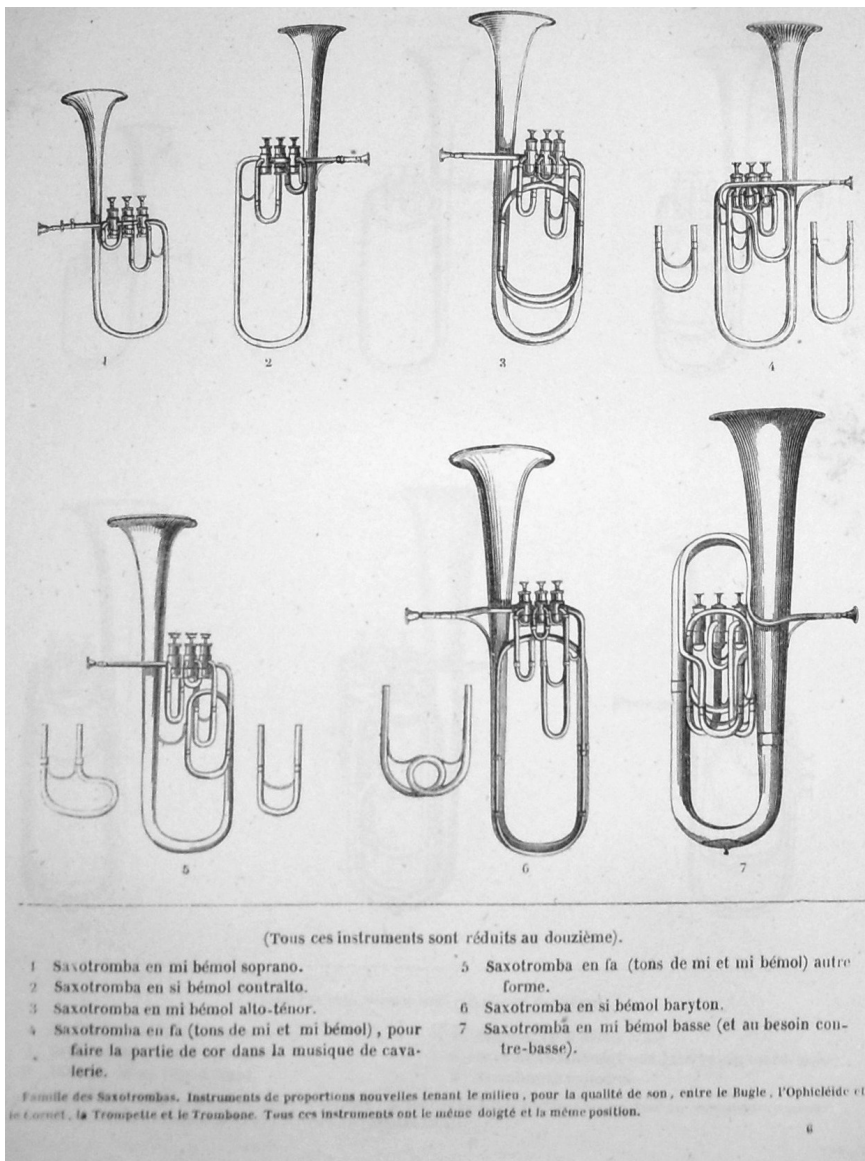 1
2
3
4
5
6
7
(Tous ces instruments sont réduits au douzième).
1 Saxotromba en mi bémol soprano.
2 Saxotromba en si bémol contralto.
3 Saxotromba en mi bémol alto-ténor.
4 Saxotromba en fa (tons de mi et mi bémol), pour
faire la partie de cor dans la musique de cava-
lerie.
5 Saxotromba en fa (tons de mi et mi bémol) autre
forme.
6 Saxotromba en si bémol baryton.
7 Saxotromba en mi bémol basse (et au besoin con-
tre-basse).
Famille des Saxotrombas. Instruments de proportions nouvelles tenant le milieu, pour la qualité de son, entre le Bugle, l'Ophicléide et
le Cornet, la Trompette et le Trombone. Tous ces instruments ont le même doigté et la même position.
6